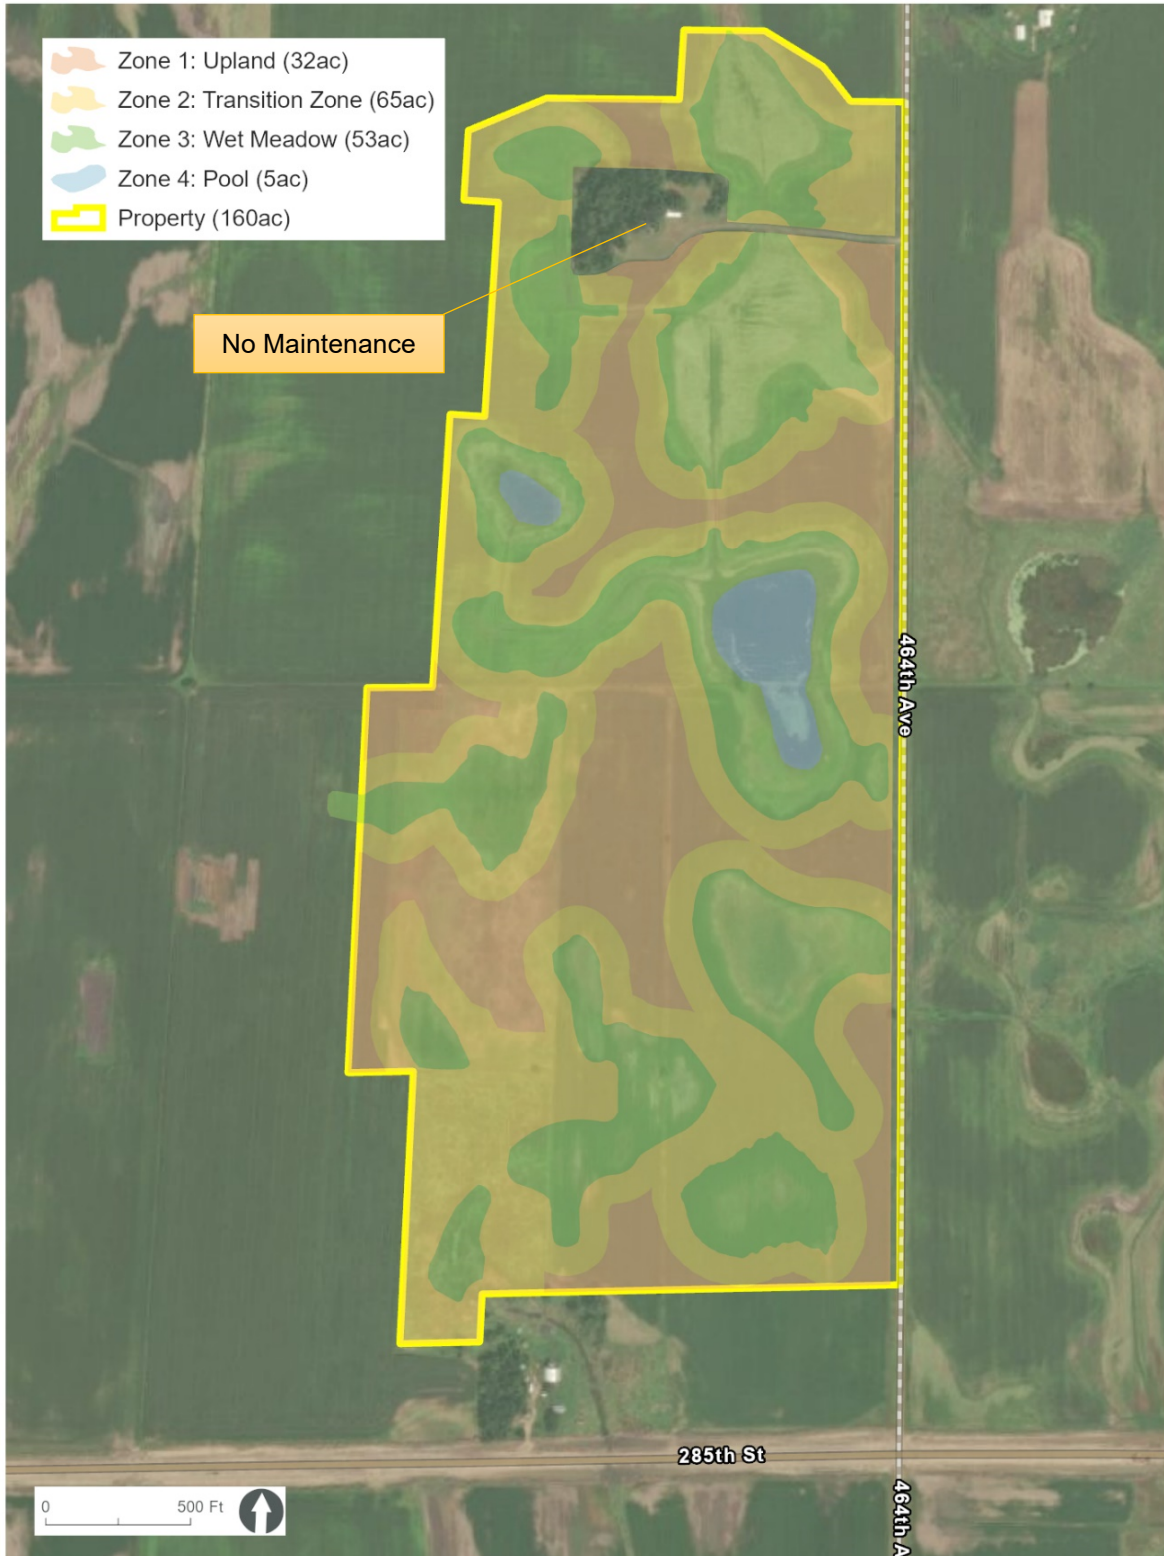 Zone 1: Upland (32ac)
Zone 2: Transition Zone (65ac)
Zone 3: Wet Meadow (53ac)
Zone 4: Pool (5ac)
Property (160ac)
No Maintenance
464th Ave
285th St
464th A
0 500 Ft